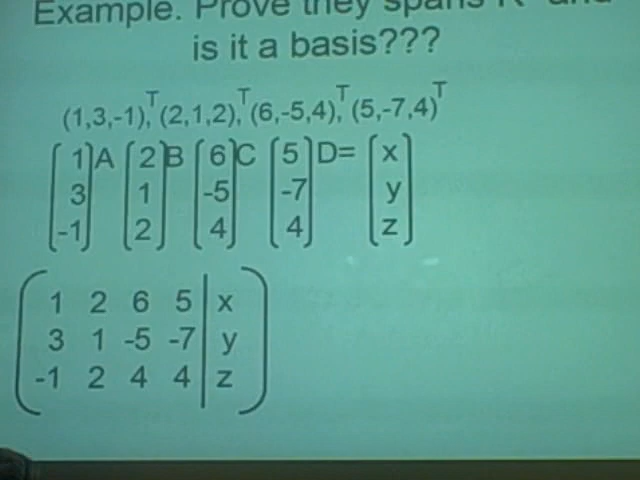 Example. Prove they spans R and
is it a basis???
(1,3,-1)ᵀ, (2,1,2)ᵀ, (6,-5,4)ᵀ, (5,-7,4)ᵀ
1 A 2 B 6 C 5 D= x
3 1 -5 -7 y
-1 2 4 4 z
1 2 6 5 x
3 1 -5 -7 y
-1 2 4 4 z